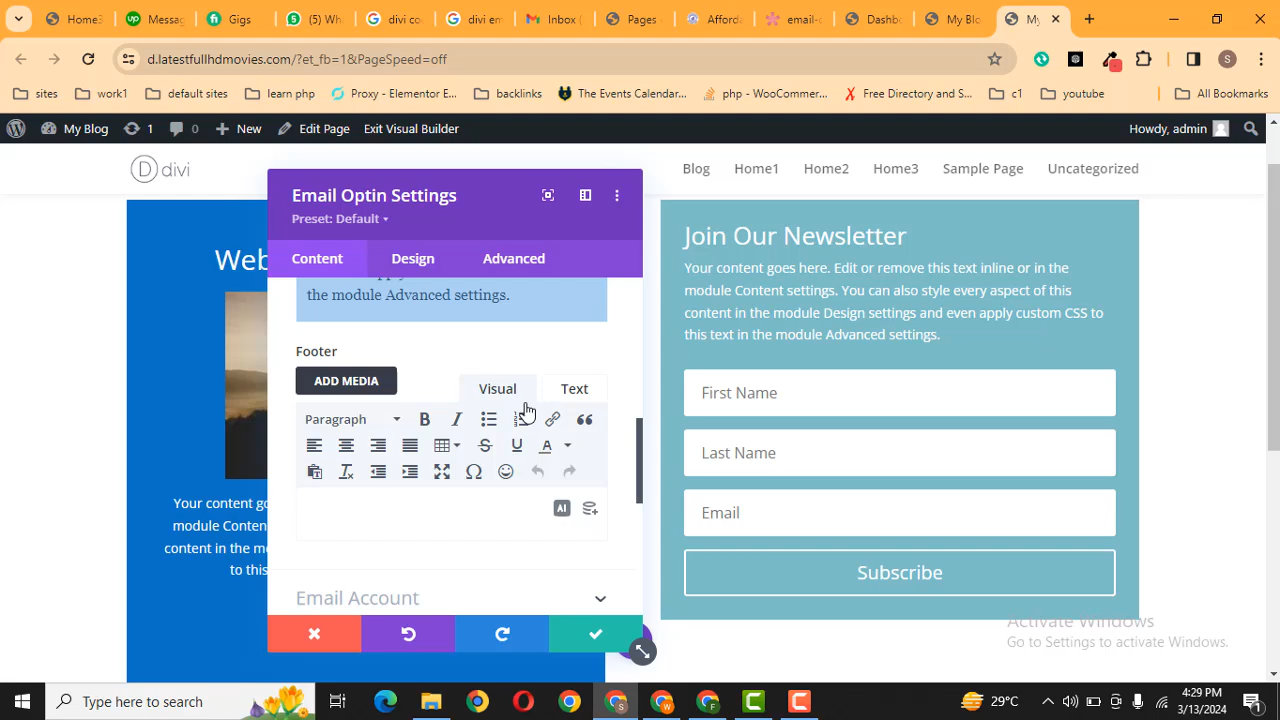 Home3
Messag
Gigs
(5) Wh
divi co
divi em
Inbox (
Pages
Afforda
email-o
Dashb
My Blo
My
d.latestfullhdmovies.com/?et_fb=1&PageSpeed=off
S
sites
work1
default sites
learn php
Proxy - Elementor E...
backlinks
The Events Calendar...
php - WooCommer...
Free Directory and S...
c1
youtube
All Bookmarks
My Blog
1
0
New
Edit Page
Exit Visual Builder
Howdy, admin
D divi
Blog
Home1
Home2
Home3
Sample Page
Uncategorized
Web
Your content go
module Conten
content in the mo
to this
Email Optin Settings
Preset: Default
Content
Design
Advanced
the module Advanced settings.
Footer
ADD MEDIA
Visual
Text
Paragraph
B
I
U
A
AI
Email Account
Join Our Newsletter
Your content goes here. Edit or remove this text inline or in the
module Content settings. You can also style every aspect of this
content in the module Design settings and even apply custom CSS to
this text in the module Advanced settings.
First Name
Last Name
Email
Subscribe
Activate Windows
Go to Settings to activate Windows.
Type here to search
29°C
4:29 PM
3/13/2024
1